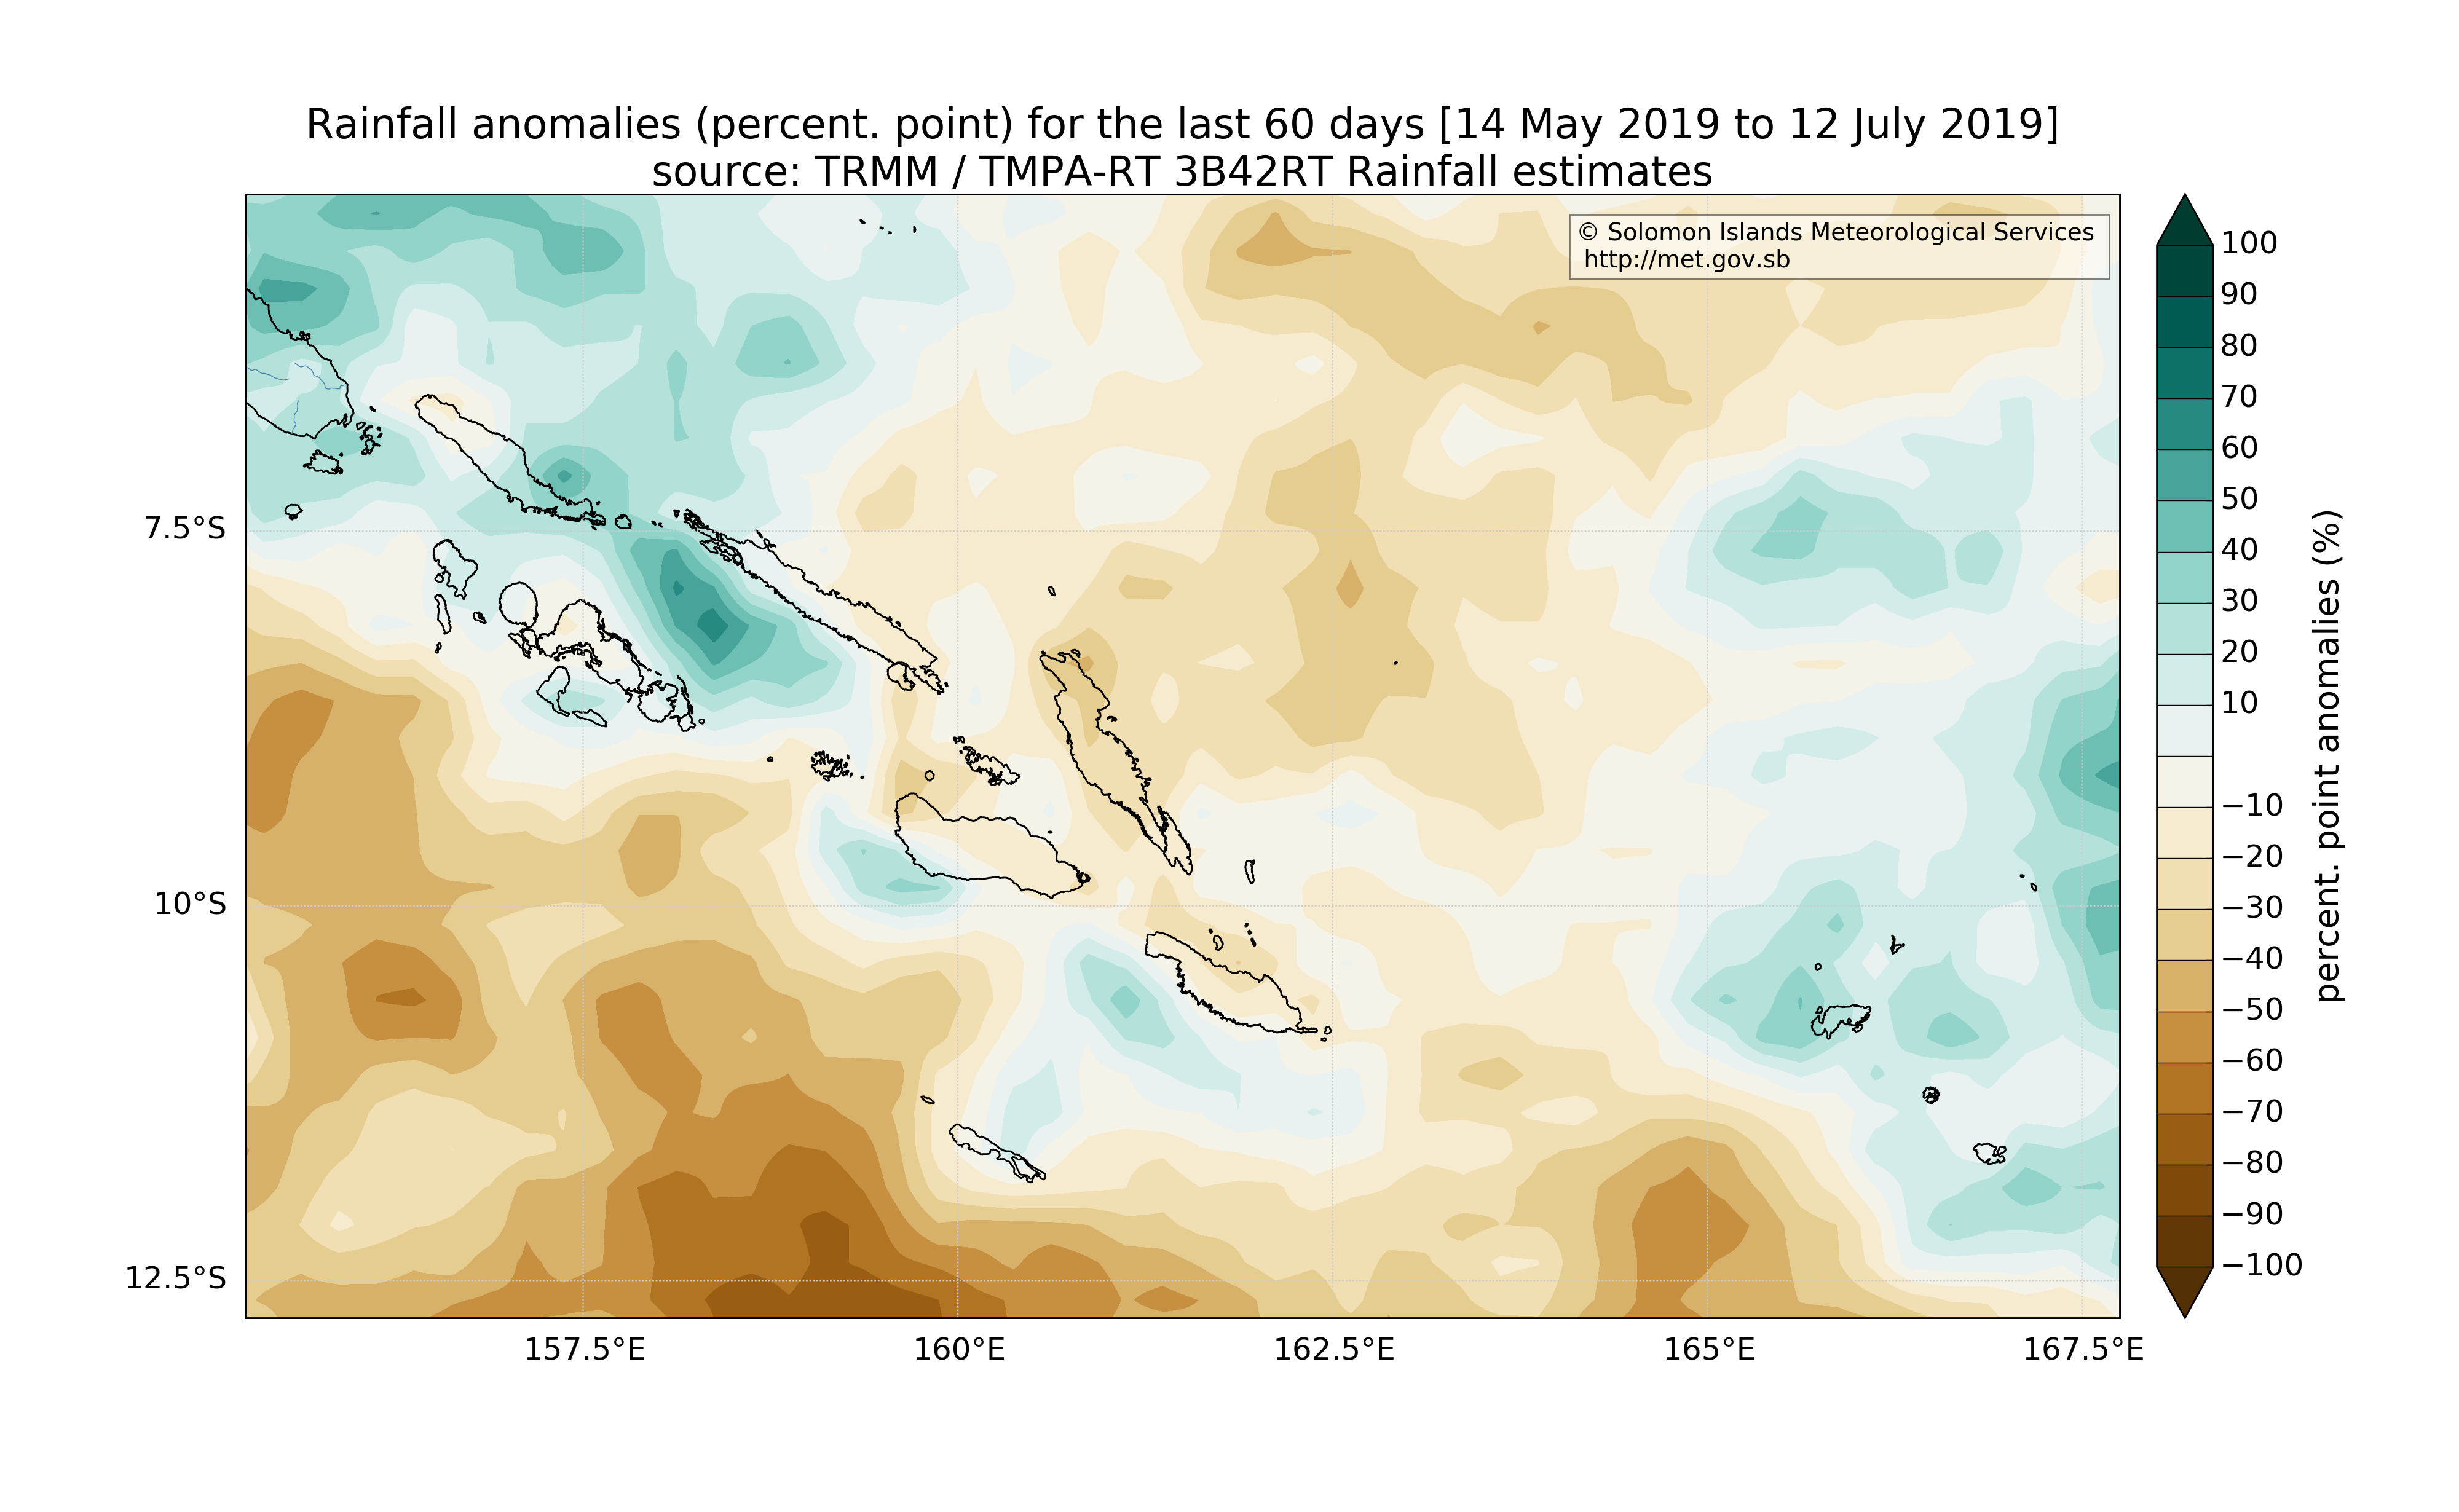 Rainfall anomalies (percent. point) for the last 60 days [14 May 2019 to 12 July 2019]
source: TRMM / TMPA-RT 3B42RT Rainfall estimates
© Solomon Islands Meteorological Services
http://met.gov.sb
7.5°S
10°S
12.5°S
157.5°E
160°E
162.5°E
165°E
167.5°E
100
90
80
70
60
50
40
30
20
10
−10
−20
−30
−40
−50
−60
−70
−80
−90
−100
percent. point anomalies (%)